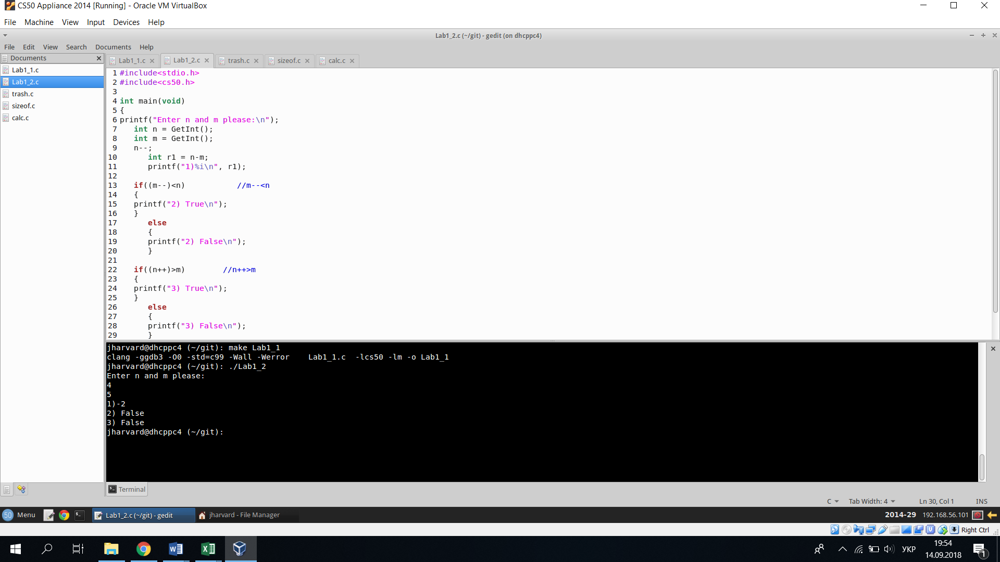 CS50 Appliance 2014 [Running] - Oracle VM VirtualBox
File Machine View Input Devices Help
Lab1_2.c (~/git) - gedit (on dhcppc4)
File Edit View Search Documents Help
Documents
Lab1_1.c
Lab1_2.c
trash.c
sizeof.c
calc.c
Lab1_1.c Lab1_2.c trash.c sizeof.c calc.c
1 #include<stdio.h>
2 #include<cs50.h>
3
4 int main(void)
5 {
6 printf("Enter n and m please:\n");
7 int n = GetInt();
8 int m = GetInt();
9 n--;
10 int r1 = n-m;
11 printf("1)%i\n", r1);
12
13 if((m--)<n) //m--<n
14 {
15 printf("2) True\n");
16 }
17 else
18 {
19 printf("2) False\n");
20 }
21
22 if((n++)>m) //n++>m
23 {
24 printf("3) True\n");
25 }
26 else
27 {
28 printf("3) False\n");
29 }
jharvard@dhcppc4 (~/git): make Lab1_1
clang -ggdb3 -O0 -std=c99 -Wall -Werror Lab1_1.c -lcs50 -lm -o Lab1_1
jharvard@dhcppc4 (~/git): ./Lab1_2
Enter n and m please:
4
5
1)-2
2) False
3) False
jharvard@dhcppc4 (~/git):
Terminal
C Tab Width: 4 Ln 30, Col 1 INS
50 Menu Lab1_2.c (~/git) - gedit jharvard - File Manager 2014-29 192.168.56.101
Right Ctrl
УКР
19:54
14.09.2018
1